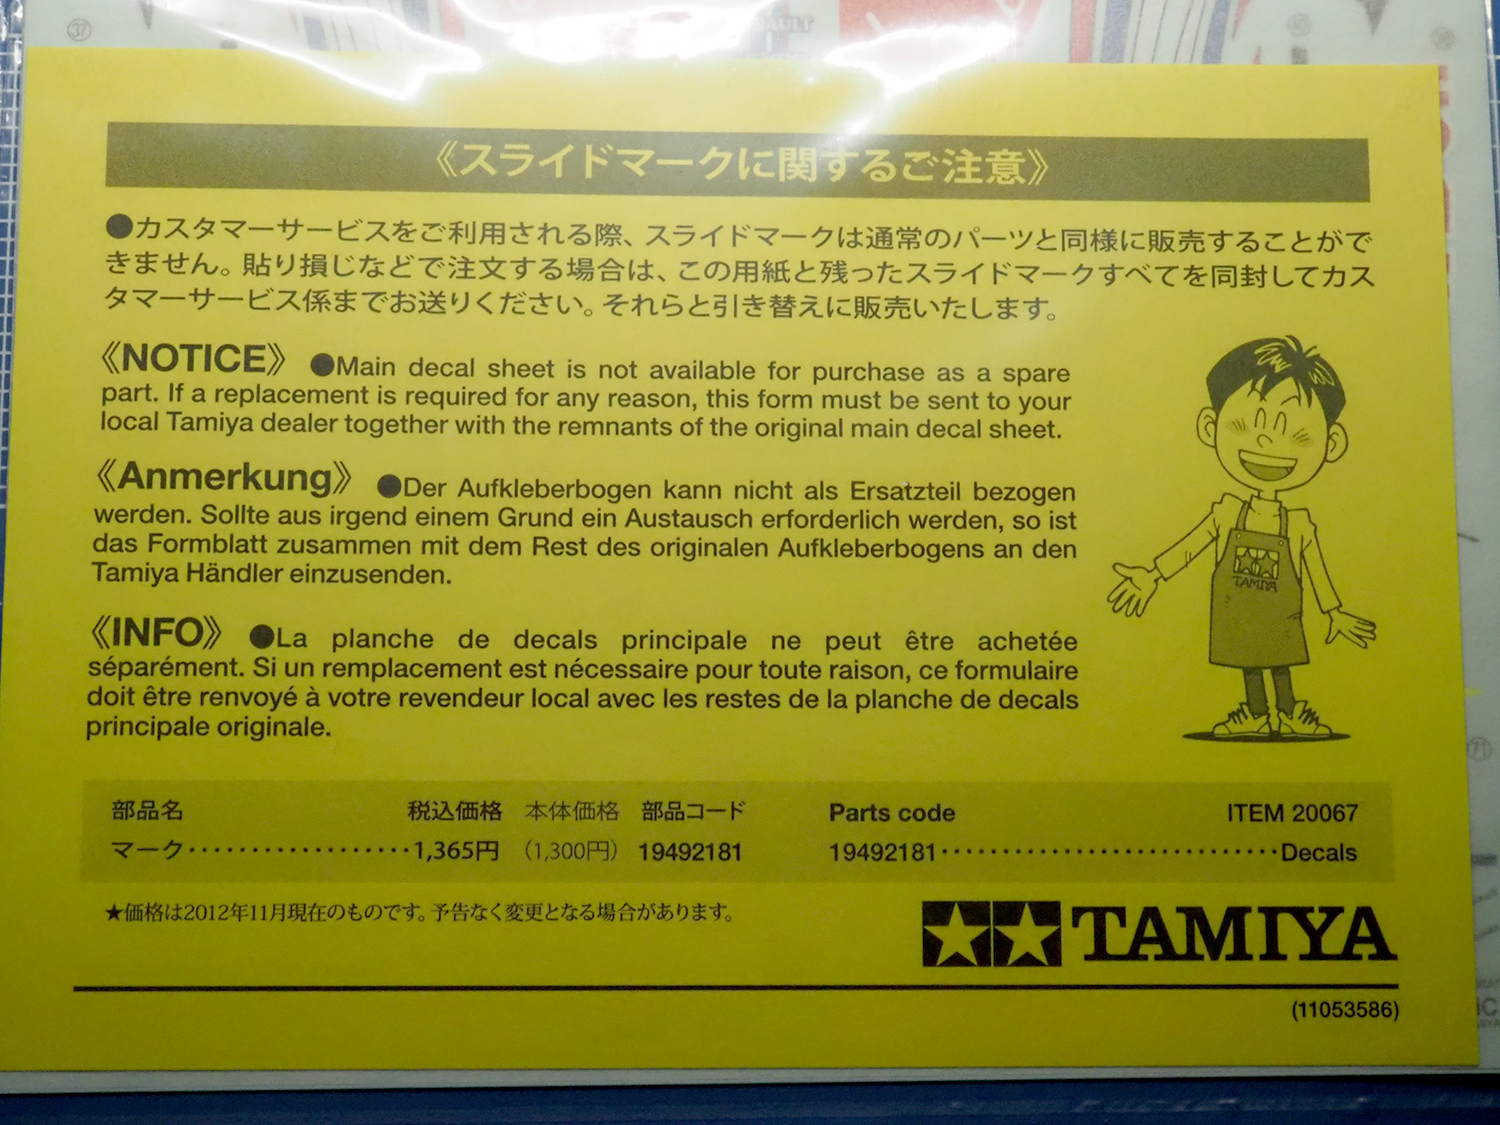 37
《スライドマークに関するご注意》
●カスタマーサービスをご利用される際、スライドマークは通常のパーツと同様に販売することがで
きません。貼り損じなどで注文する場合は、この用紙と残ったスライドマークすべてを同封してカス
タマーサービス係までお送りください。それらと引き替えに販売いたします。
《NOTICE》 ●Main decal sheet is not available for purchase as a spare
part. If a replacement is required for any reason, this form must be sent to your
local Tamiya dealer together with the remnants of the original main decal sheet.
《Anmerkung》 ●Der Aufkleberbogen kann nicht als Ersatzteil bezogen
werden. Sollte aus irgend einem Grund ein Austausch erforderlich werden, so ist
das Formblatt zusammen mit dem Rest des originalen Aufkleberbogens an den
Tamiya Händler einzusenden.
TAMIYA
《INFO》 ●La planche de decals principale ne peut être achetée
séparément. Si un remplacement est nécessaire pour toute raison, ce formulaire
doit être renvoyé à votre revendeur local avec les restes de la planche de decals
principale originale.
71
部品名 税込価格 本体価格 部品コード Parts code ITEM 20067
マーク··················1,365円 (1,300円) 19492181 19492181····························Decals
★価格は2012年11月現在のものです。予告なく変更となる場合があります。
TAMIYA
(11053586)